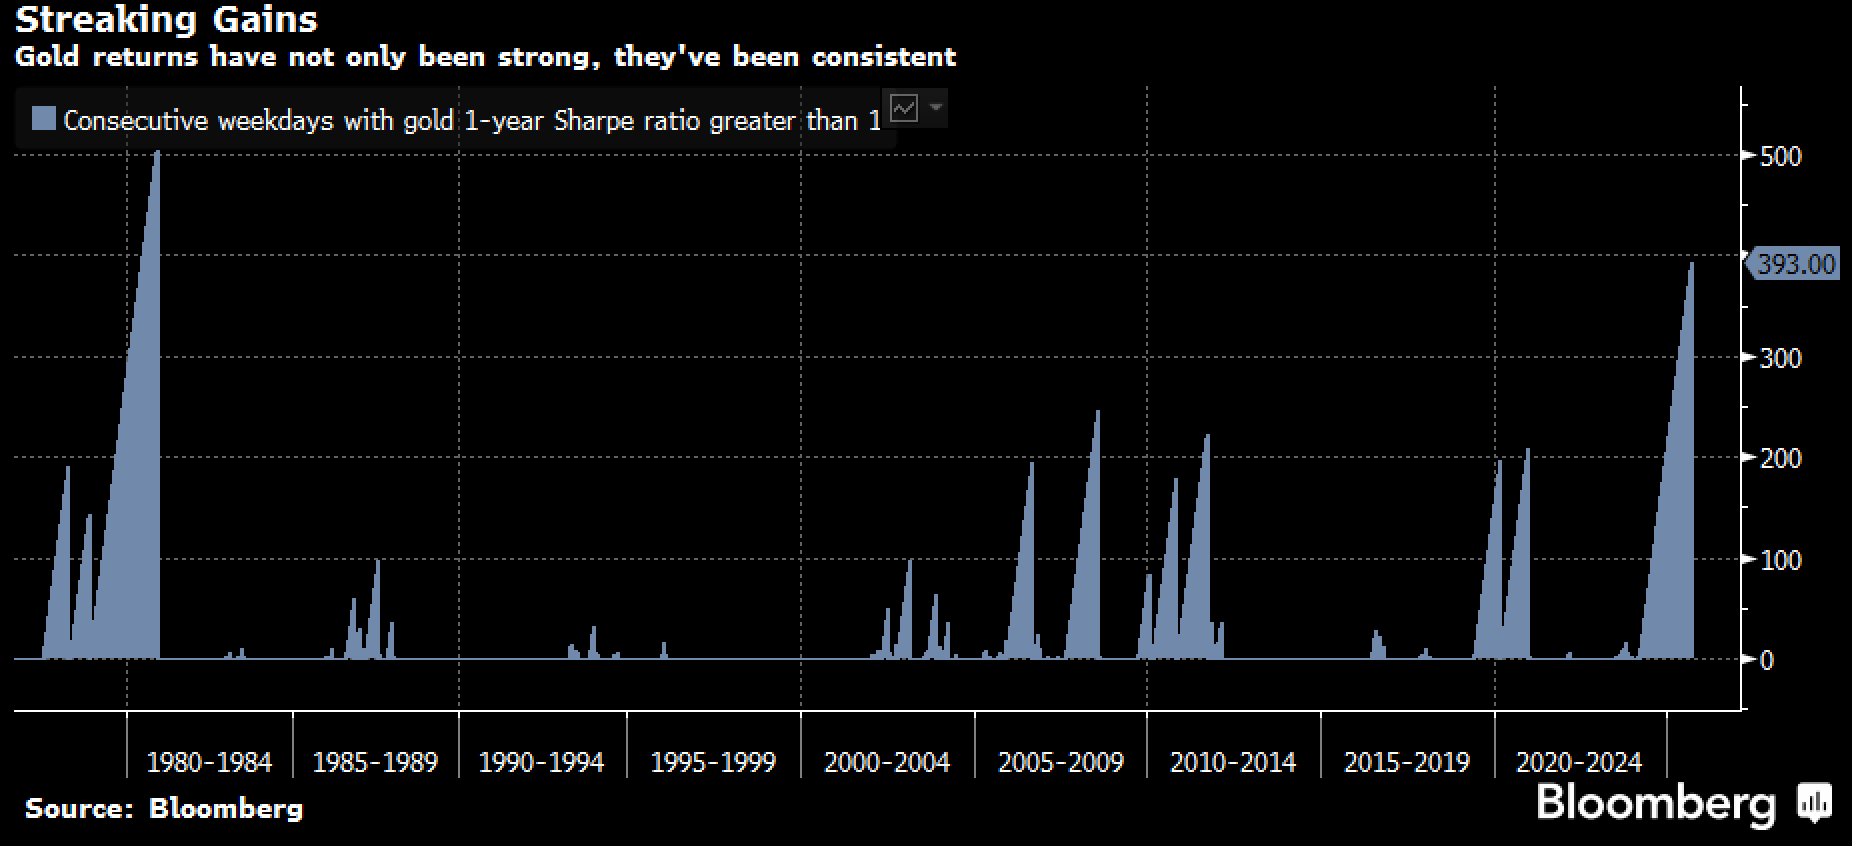 Streaking Gains
Gold returns have not only been strong, they've been consistent
Consecutive weekdays with gold 1-year Sharpe ratio greater than 1
500
393.00
300
200
100
0
1980-1984 1985-1989 1990-1994 1995-1999 2000-2004 2005-2009 2010-2014 2015-2019 2020-2024
Source: Bloomberg
Bloomberg